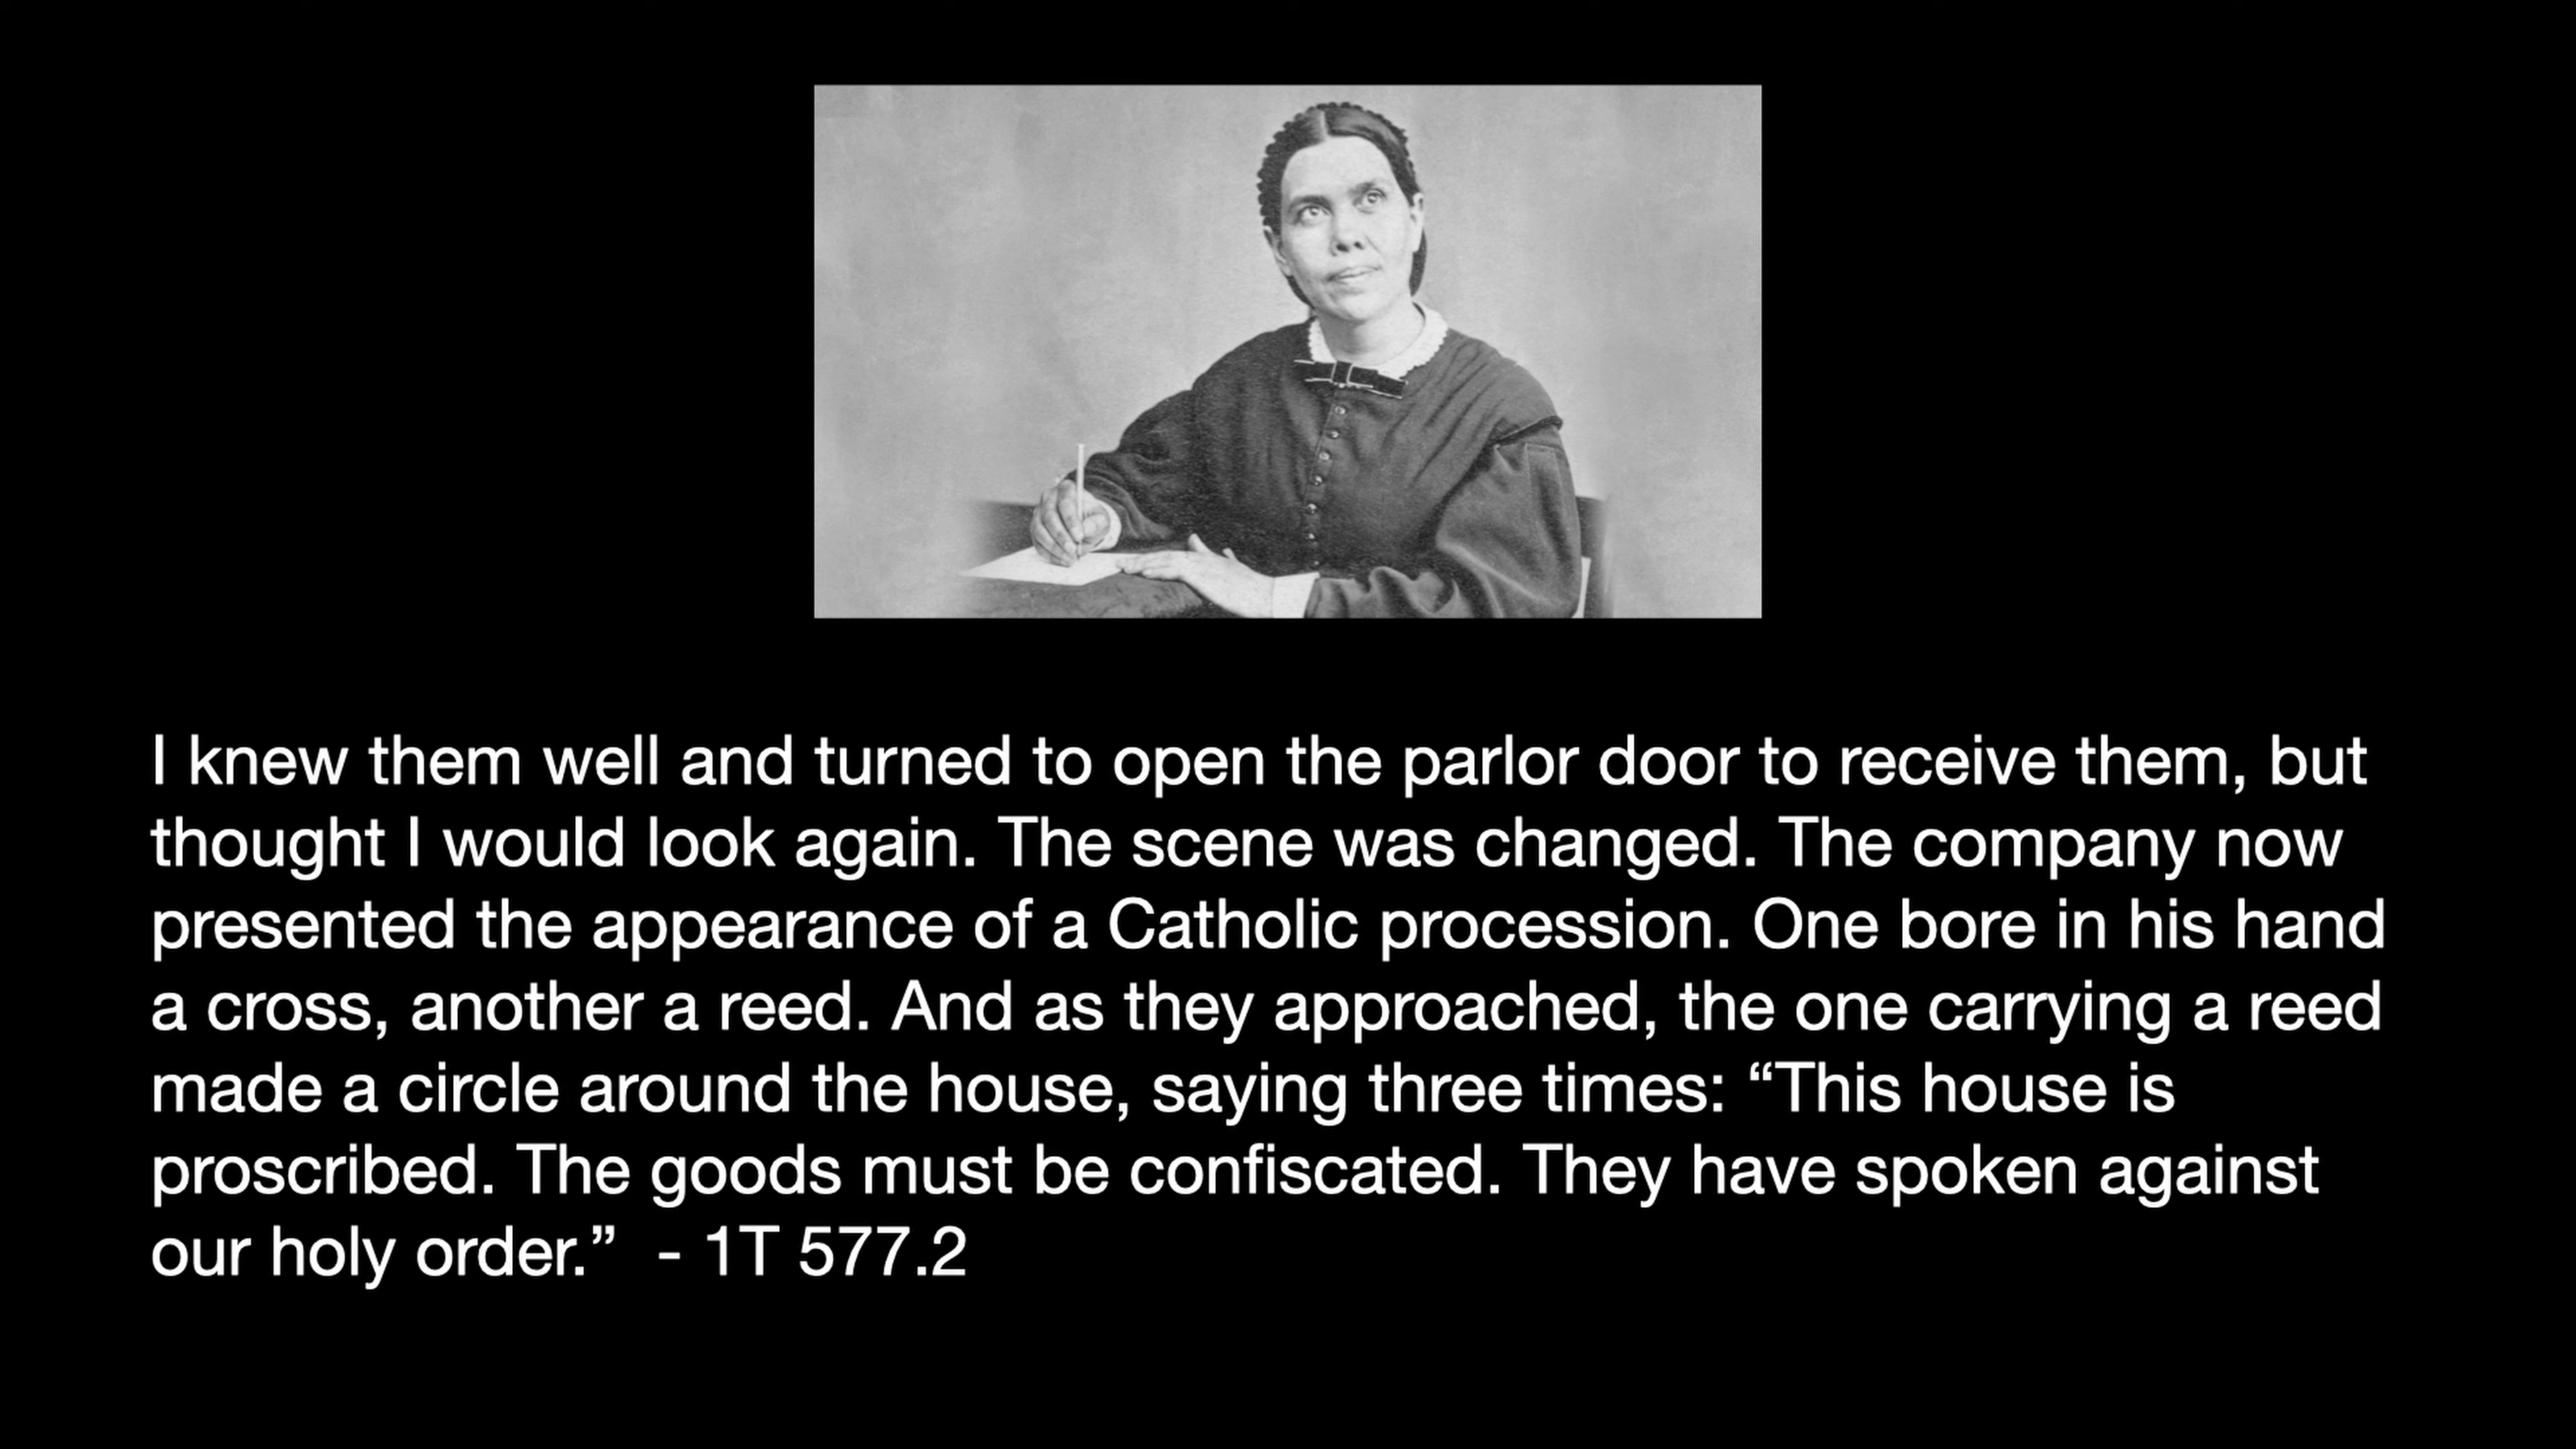 I knew them well and turned to open the parlor door to receive them, but
thought I would look again. The scene was changed. The company now
presented the appearance of a Catholic procession. One bore in his hand
a cross, another a reed. And as they approached, the one carrying a reed
made a circle around the house, saying three times: “This house is
proscribed. The goods must be confiscated. They have spoken against
our holy order.”  - 1T 577.2